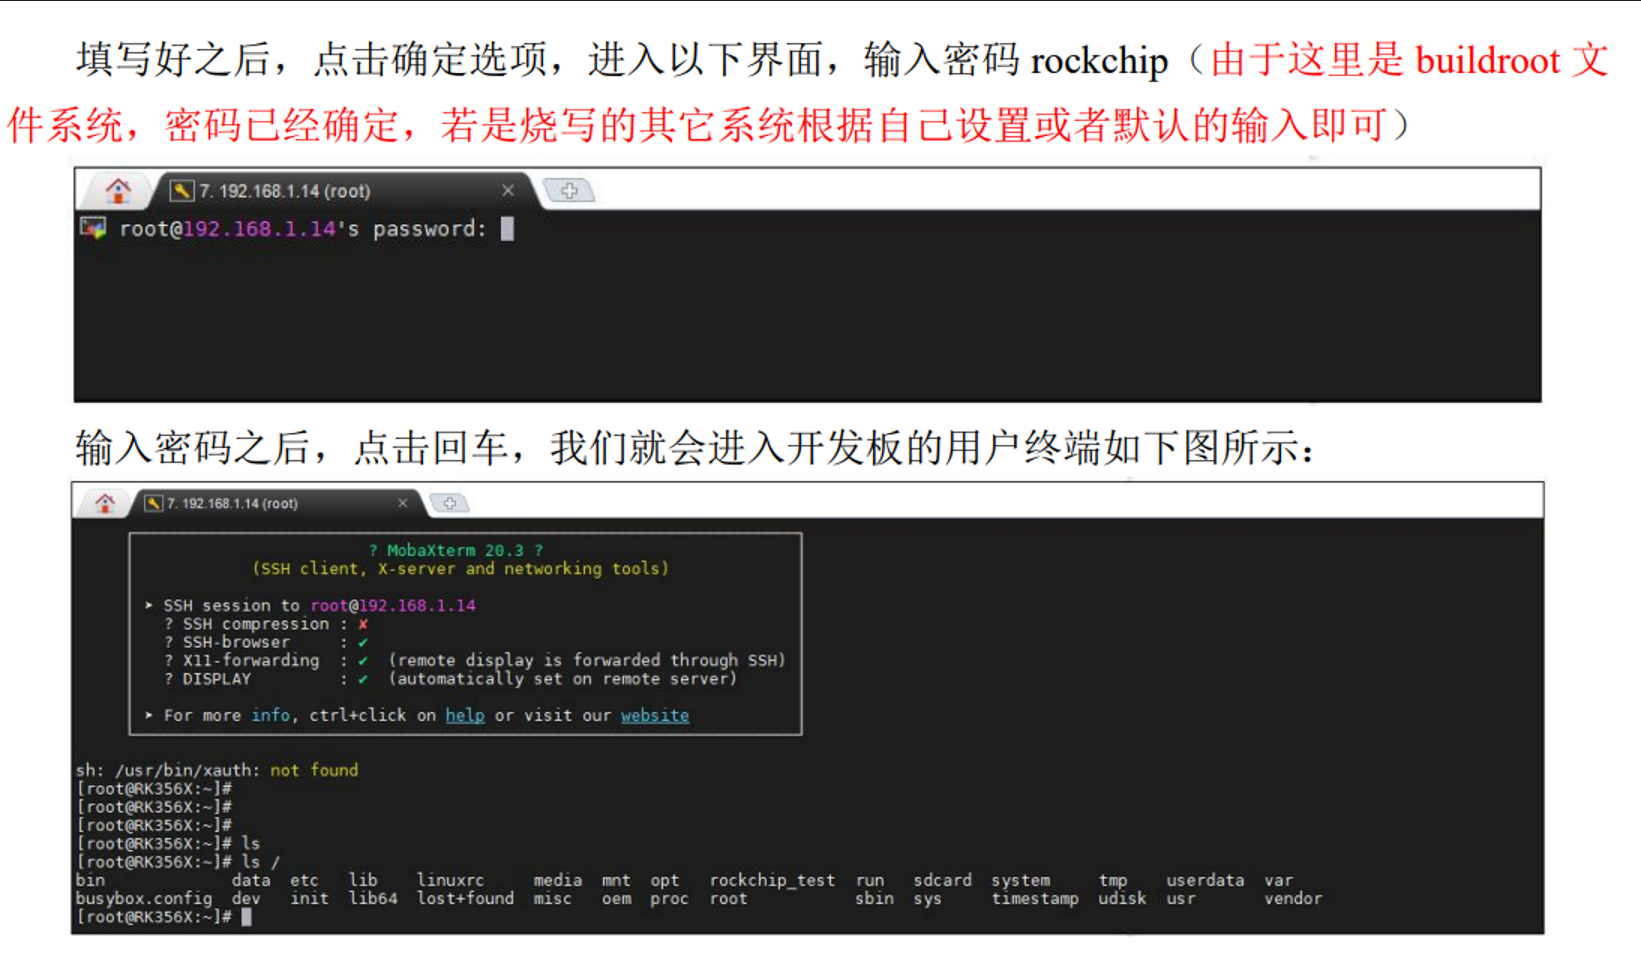 填写好之后，点击确定选项，进入以下界面，输入密码 rockchip（由于这里是 buildroot 文
件系统，密码已经确定，若是烧写的其它系统根据自己设置或者默认的输入即可）
7. 192.168.1.14 (root)
root@192.168.1.14's password:
输入密码之后，点击回车，我们就会进入开发板的用户终端如下图所示：
7. 192.168.1.14 (root)
? MobaXterm 20.3 ?
(SSH client, X-server and networking tools)
➤ SSH session to root@192.168.1.14
? SSH compression : ✘
? SSH-browser     : ✔
? X11-forwarding  : ✔  (remote display is forwarded through SSH)
? DISPLAY         : ✔  (automatically set on remote server)
➤ For more info, ctrl+click on help or visit our website
sh: /usr/bin/xauth: not found
[root@RK356X:~]#
[root@RK356X:~]#
[root@RK356X:~]#
[root@RK356X:~]# ls
[root@RK356X:~]# ls /
bin             data  etc   lib    linuxrc     media  mnt  opt   rockchip_test  run   sdcard  system     tmp    userdata  var
busybox.config  dev   init  lib64  lost+found  misc   oem  proc  root           sbin  sys     timestamp  udisk  usr       vendor
[root@RK356X:~]#